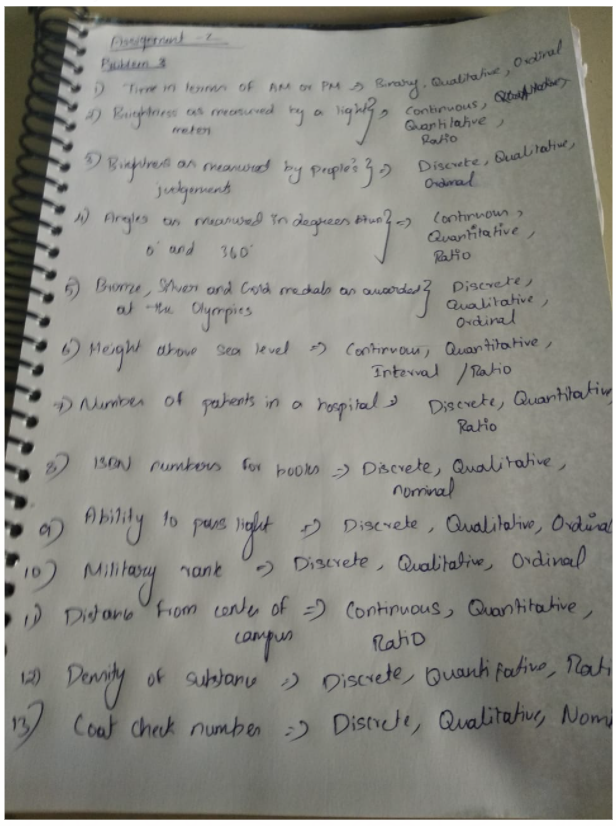 Assignment - 2
Problem 3
1) Time in terms of AM or PM => Binary, Qualitative, Ordinal
2) Brightness as measured by a light } => Continuous,
meter Quantitative,
Ratio
3) Brightness as measured by people's } => Discrete, Qualitative,
judgements Ordinal
4) Angles as measured in degrees btwn } => Continuous,
0° and 360° Quantitative,
Ratio
5) Bronze, Silver and Gold medals as awarded } Discrete,
at the Olympics Qualitative,
Ordinal
6) Height above sea level => Continuous, Quantitative,
Interval / Ratio
7) Number of patients in a hospital => Discrete, Quantitative
Ratio
8) ISBN numbers for books => Discrete, Qualitative,
nominal
9) Ability to pass light => Discrete, Qualitative, Ordinal
10) Military rank => Discrete, Qualitative, Ordinal
11) Distance from center of => Continuous, Quantitative,
campus Ratio
12) Density of substance => Discrete, Quantitative, Rati
13) Coat check number => Discrete, Qualitative, Nomi